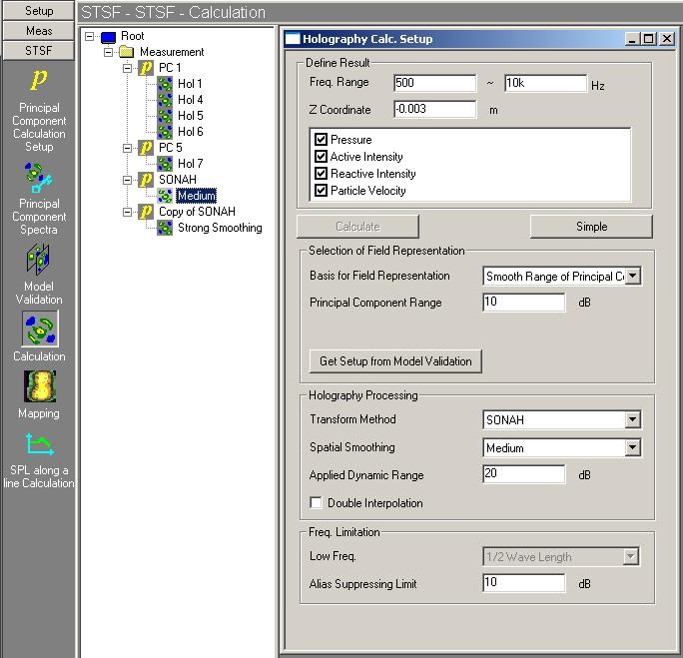 Setup
Meas
STSF
p
Principal
Component
Calculation
Setup
Principal
Component
Spectra
Model
Validation
Calculation
Mapping
SPL along a
line Calculation
STSF - STSF - Calculation
Root
Measurement
p PC 1
Hol 1
Hol 4
Hol 5
Hol 6
p PC 5
Hol 7
p SONAH
Medium
p Copy of SONAH
Strong Smoothing
Holography Calc. Setup
Define Result
Freq. Range 500 ~ 10k Hz
Z Coordinate -0.003 m
Pressure
Active Intensity
Reactive Intensity
Particle Velocity
Calculate Simple
Selection of Field Representation
Basis for Field Representation Smooth Range of Principal C
Principal Component Range 10 dB
Get Setup from Model Validation
Holography Processing
Transform Method SONAH
Spatial Smoothing Medium
Applied Dynamic Range 20 dB
Double Interpolation
Freq. Limitation
Low Freq. 1/2 Wave Length
Alias Suppressing Limit 10 dB